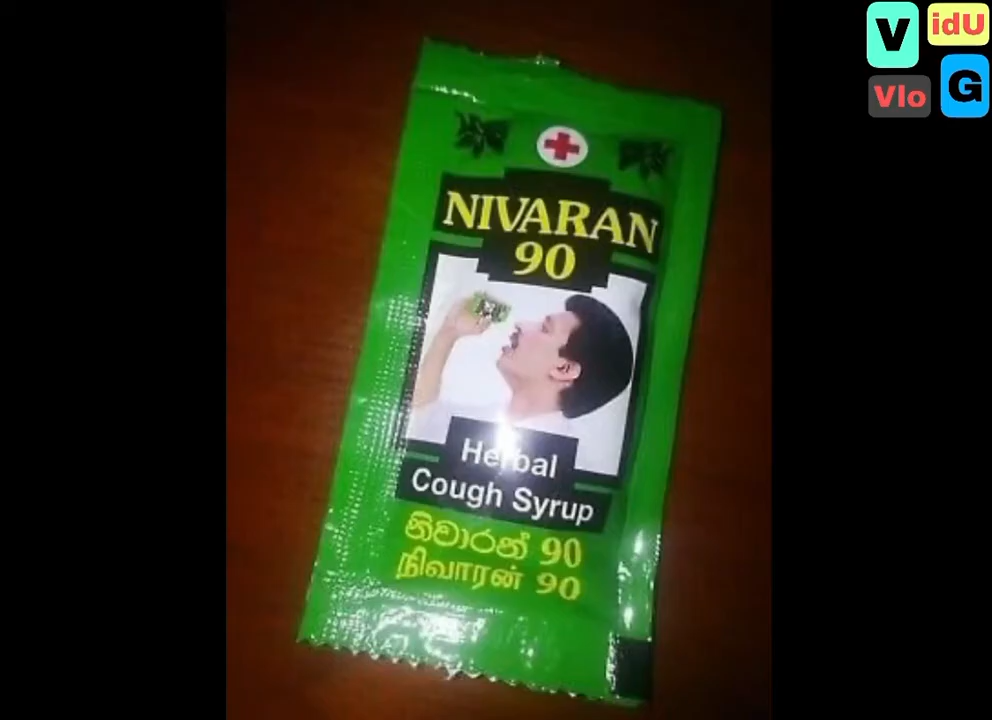 V idU
Vlo G
NIVARAN
90
Herbal
Cough Syrup
නිවාරන් 90
நிவாரன் 90